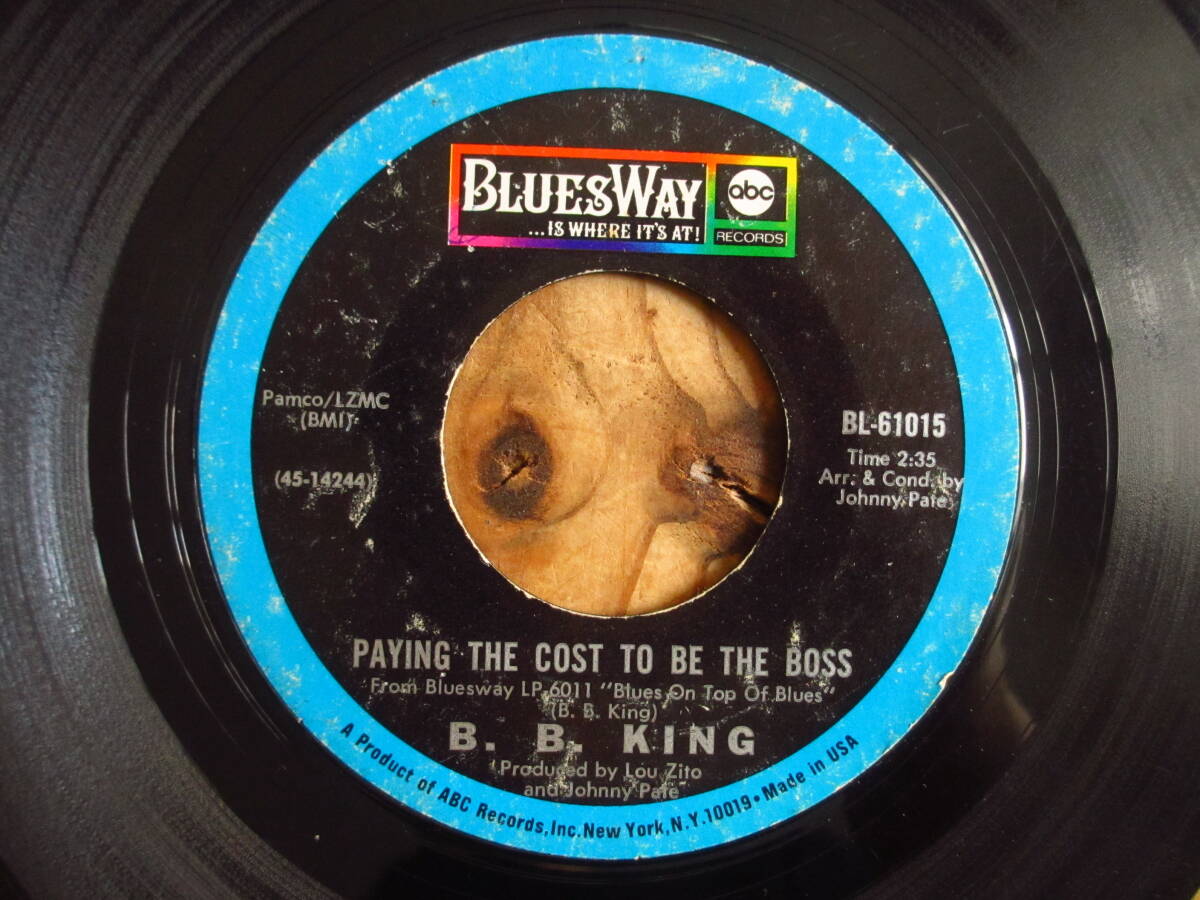 BLUESWAY
...IS WHERE IT'S AT!
abc
RECORDS
Pamco/LZMC
(BMI)
(45-14244)
BL-61015
Time 2:35
Arr. & Cond. by
Johnny Pate
PAYING THE COST TO BE THE BOSS
From Bluesway LP 6011 "Blues On Top Of Blues"
(B. B. King)
B. B. KING
Produced by Lou Zito
and Johnny Pate
A Product of ABC Records, Inc. New York, N.Y. 10019 • Made in USA